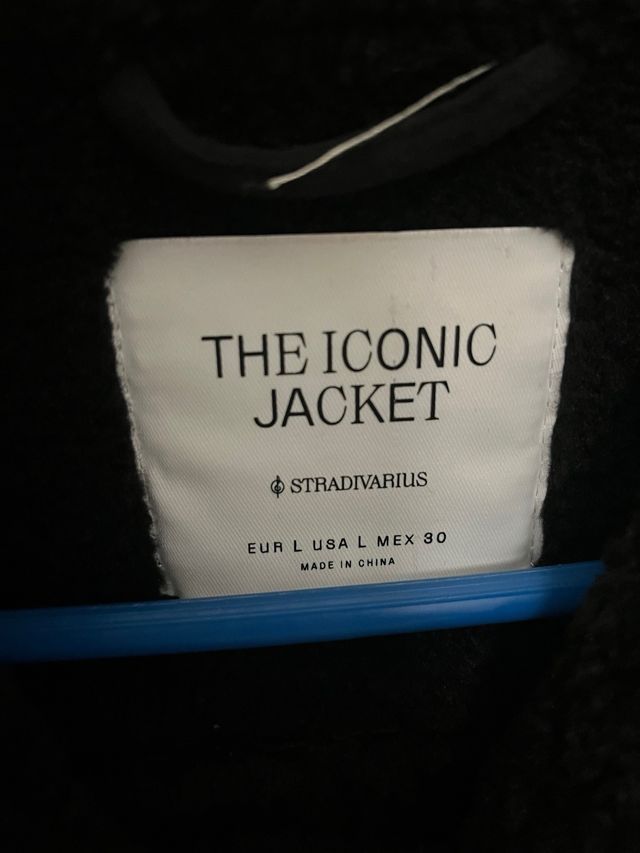 THE ICONIC
JACKET
STRADIVARIUS
EUR L USA L MEX 30
MADE IN CHINA